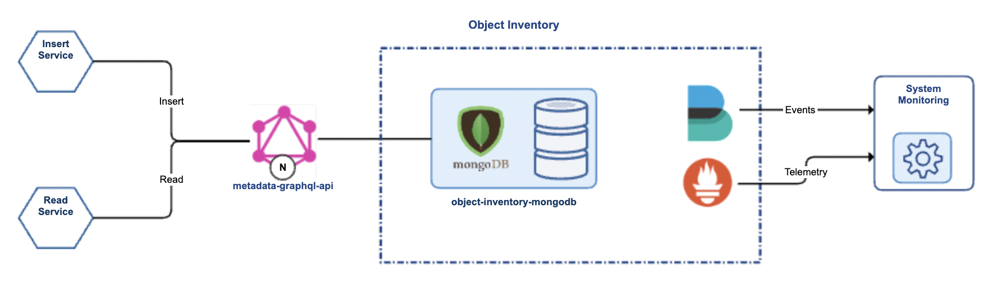 Object Inventory
Insert
Service
Insert
Read
Read
Service
N
metadata-graphql-api
mongoDB
object-inventory-mongodb
Events
Telemetry
System
Monitoring